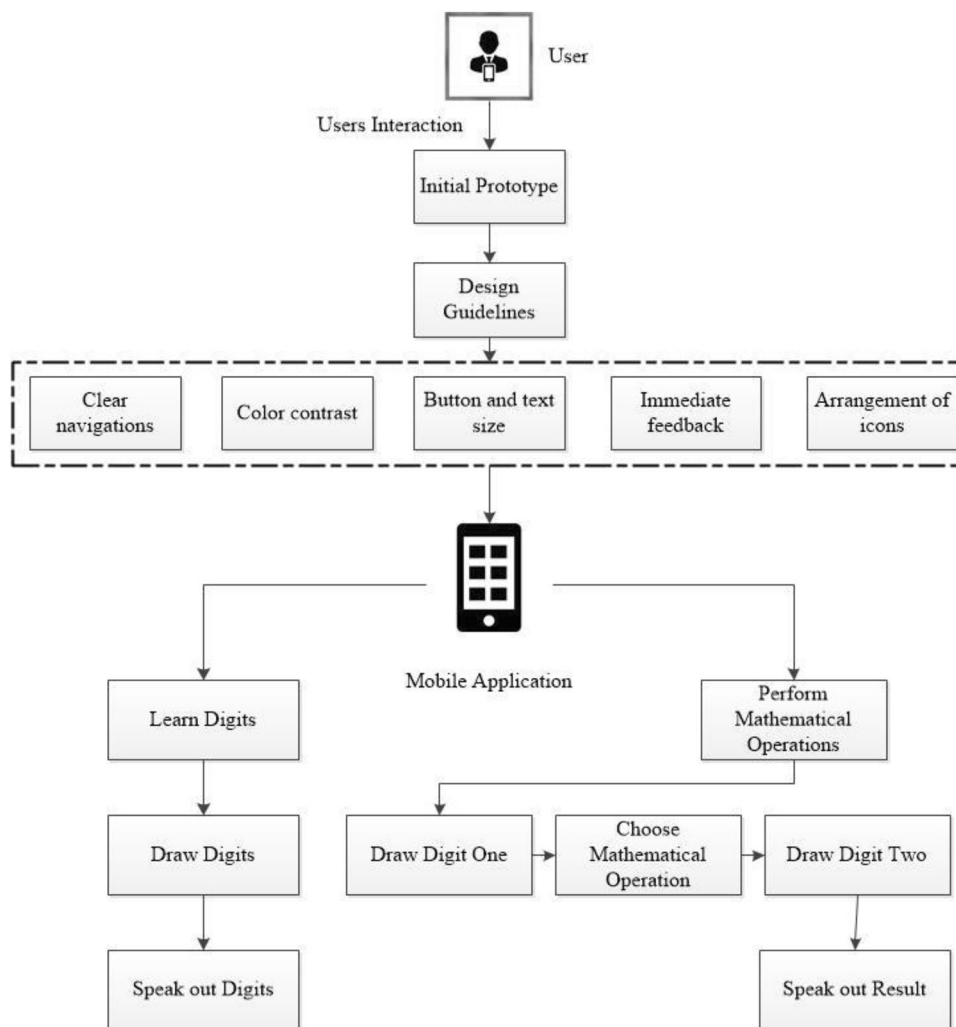 User
Users Interaction
Initial Prototype
Design
Guidelines
Clear
navigations
Color contrast
Button and text
size
Immediate
feedback
Arrangement of
icons
Mobile Application
Learn Digits
Perform
Mathematical
Operations
Draw Digits
Draw Digit One
Choose
Mathematical
Operation
Draw Digit Two
Speak out Digits
Speak out Result